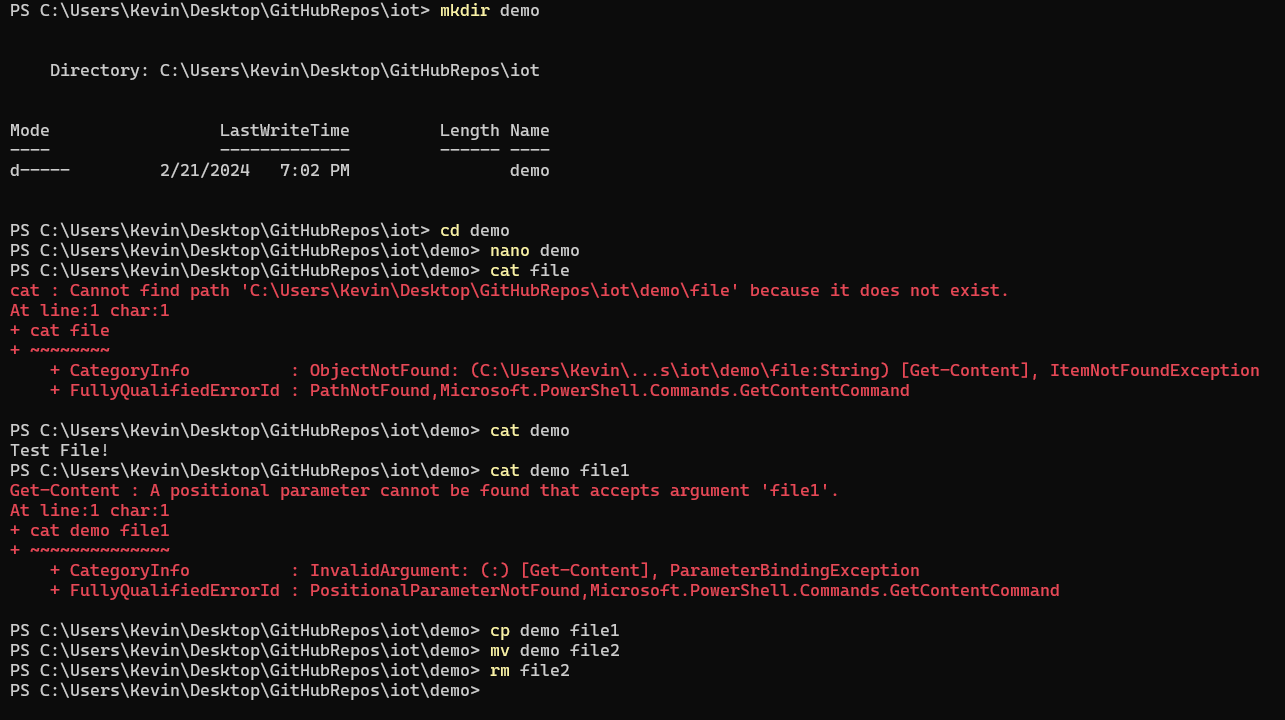 PS C:\Users\Kevin\Desktop\GitHubRepos\iot> mkdir demo
Directory: C:\Users\Kevin\Desktop\GitHubRepos\iot
Mode                 LastWriteTime         Length Name
----                 -------------         ------ ----
d-----         2/21/2024   7:02 PM                demo
PS C:\Users\Kevin\Desktop\GitHubRepos\iot> cd demo
PS C:\Users\Kevin\Desktop\GitHubRepos\iot\demo> nano demo
PS C:\Users\Kevin\Desktop\GitHubRepos\iot\demo> cat file
cat : Cannot find path 'C:\Users\Kevin\Desktop\GitHubRepos\iot\demo\file' because it does not exist.
At line:1 char:1
+ cat file
+ ~~~~~~~~
    + CategoryInfo          : ObjectNotFound: (C:\Users\Kevin\...s\iot\demo\file:String) [Get-Content], ItemNotFoundException
    + FullyQualifiedErrorId : PathNotFound,Microsoft.PowerShell.Commands.GetContentCommand
PS C:\Users\Kevin\Desktop\GitHubRepos\iot\demo> cat demo
Test File!
PS C:\Users\Kevin\Desktop\GitHubRepos\iot\demo> cat demo file1
Get-Content : A positional parameter cannot be found that accepts argument 'file1'.
At line:1 char:1
+ cat demo file1
+ ~~~~~~~~~~~~~~
    + CategoryInfo          : InvalidArgument: (:) [Get-Content], ParameterBindingException
    + FullyQualifiedErrorId : PositionalParameterNotFound,Microsoft.PowerShell.Commands.GetContentCommand
PS C:\Users\Kevin\Desktop\GitHubRepos\iot\demo> cp demo file1
PS C:\Users\Kevin\Desktop\GitHubRepos\iot\demo> mv demo file2
PS C:\Users\Kevin\Desktop\GitHubRepos\iot\demo> rm file2
PS C:\Users\Kevin\Desktop\GitHubRepos\iot\demo>